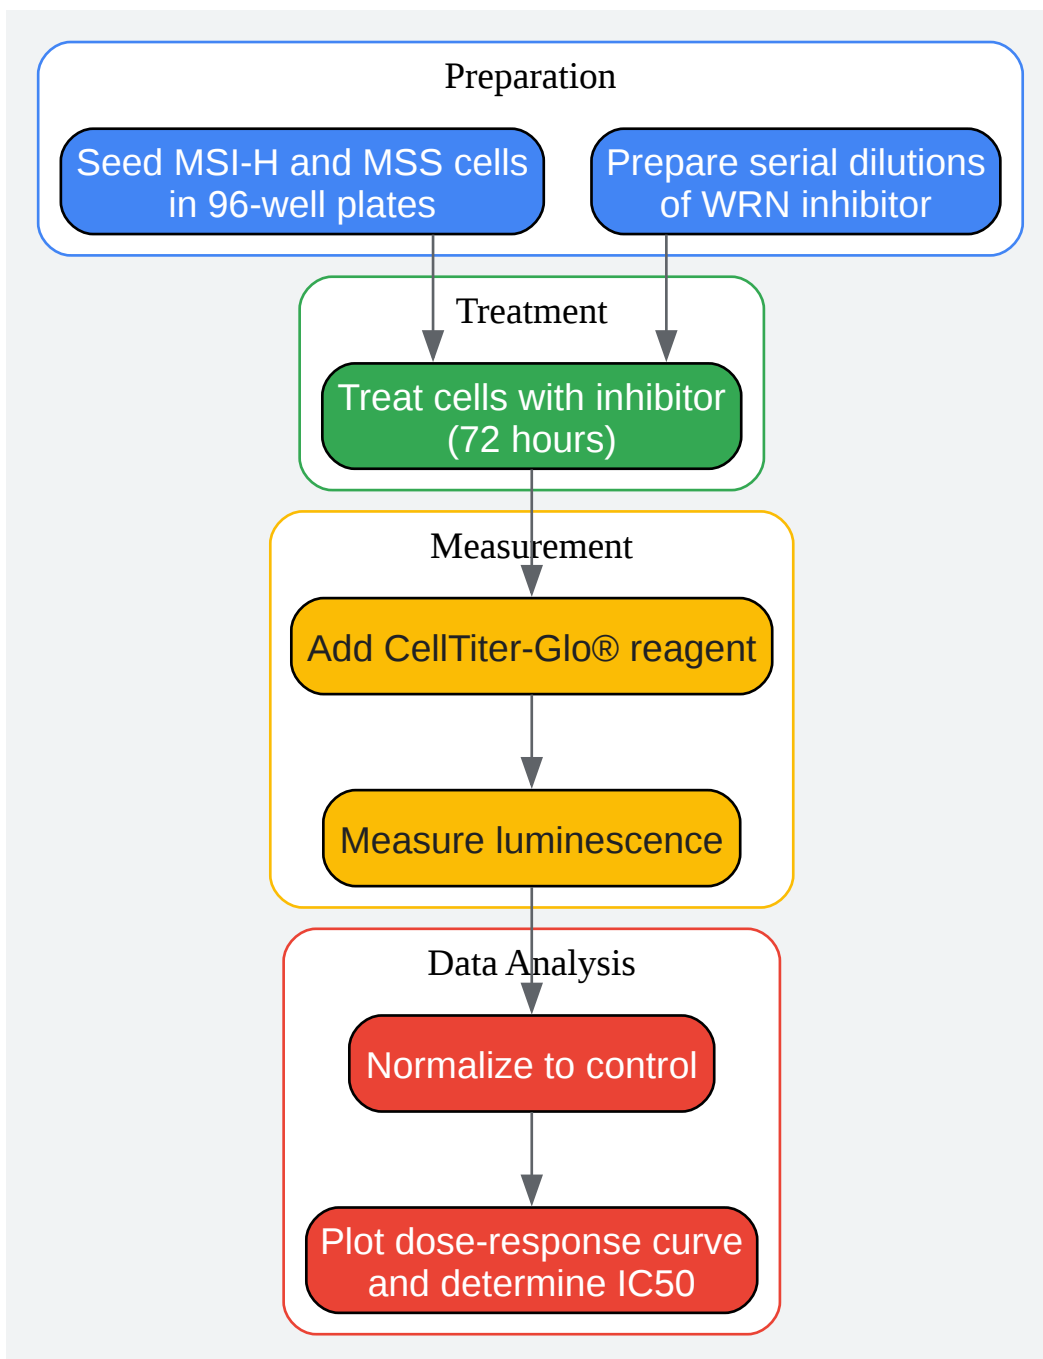 Preparation
Seed MSI-H and MSS cells
in 96-well plates
Prepare serial dilutions
of WRN inhibitor
Treatment
Treat cells with inhibitor
(72 hours)
Measurement
Add CellTiter-Glo® reagent
Measure luminescence
Data Analysis
Normalize to control
Plot dose-response curve
and determine IC50